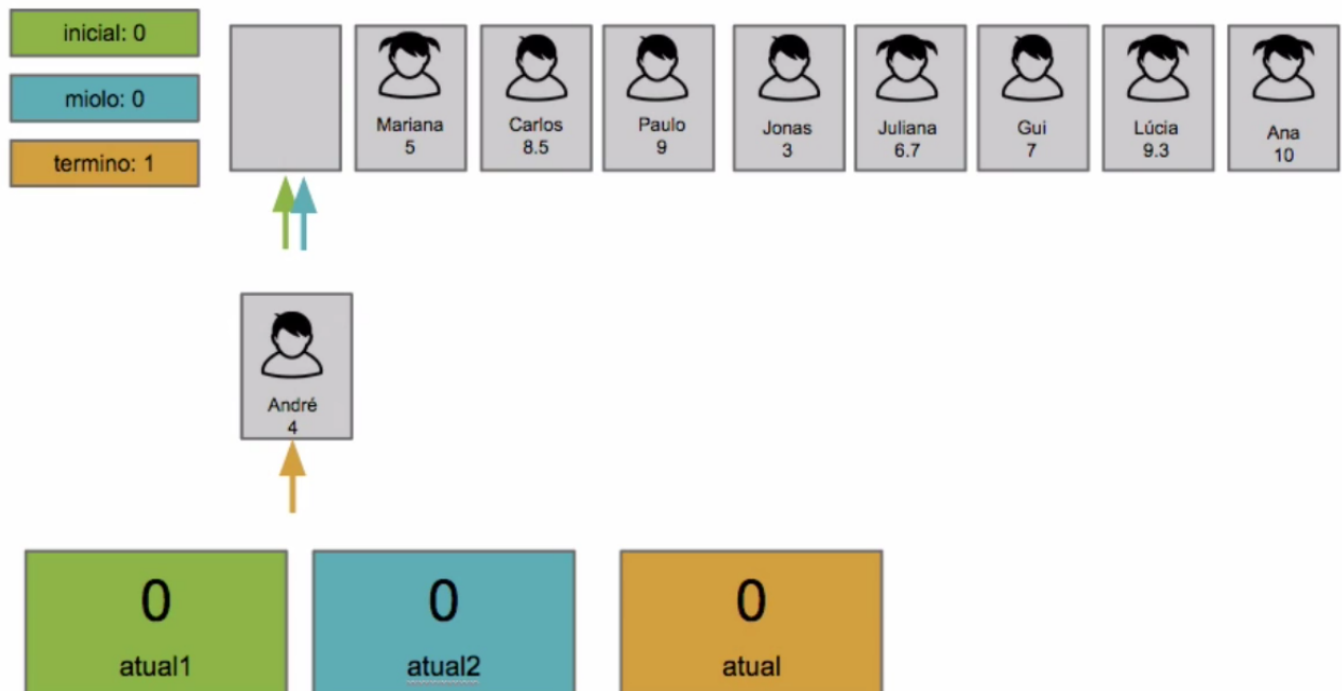 inicial: 0
miolo: 0
termino: 1
Mariana
5
Carlos
8.5
Paulo
9
Jonas
3
Juliana
6.7
Gui
7
Lúcia
9.3
Ana
10
André
4
0
atual1
0
atual2
0
atual